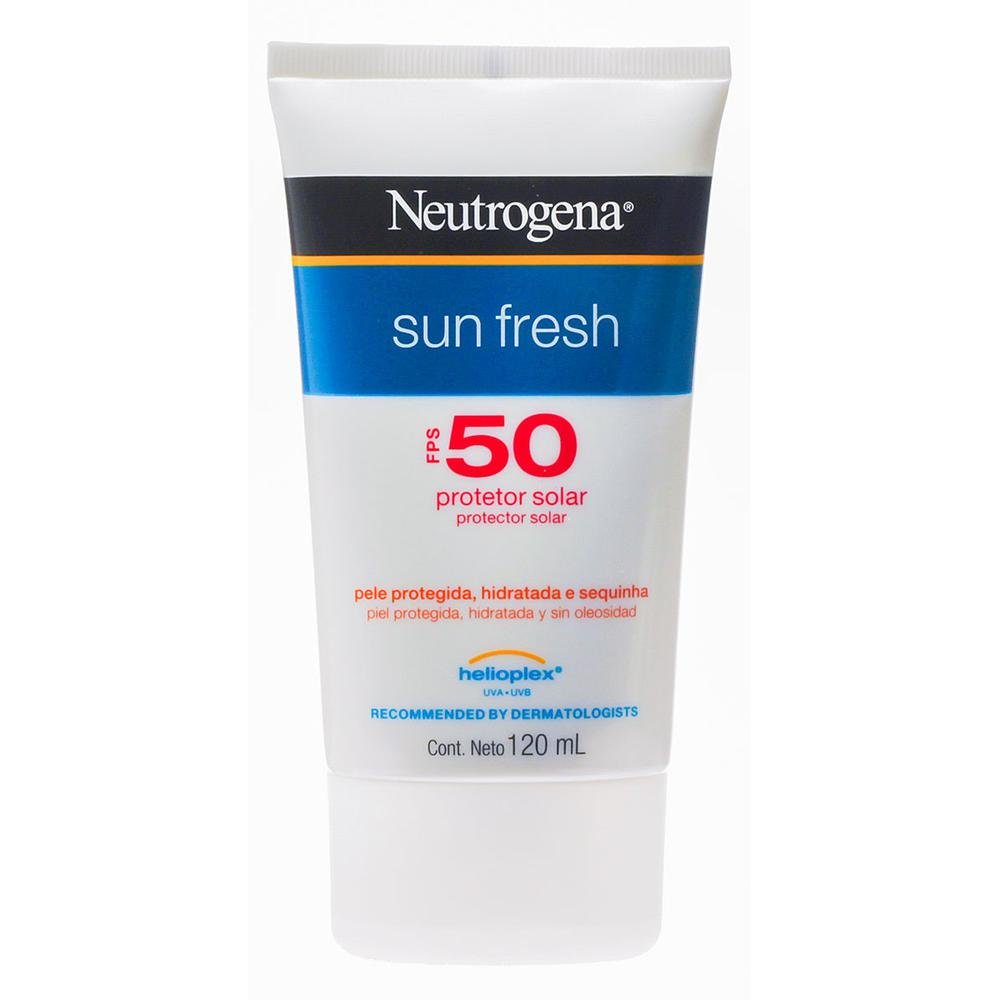 Neutrogena®
sun fresh
FPS 50
protetor solar
protector solar
pele protegida, hidratada e sequinha
piel protegida, hidratada y sin oleosidad
helioplex®
UVA • UVB
RECOMMENDED BY DERMATOLOGISTS
Cont. Neto 120 mL